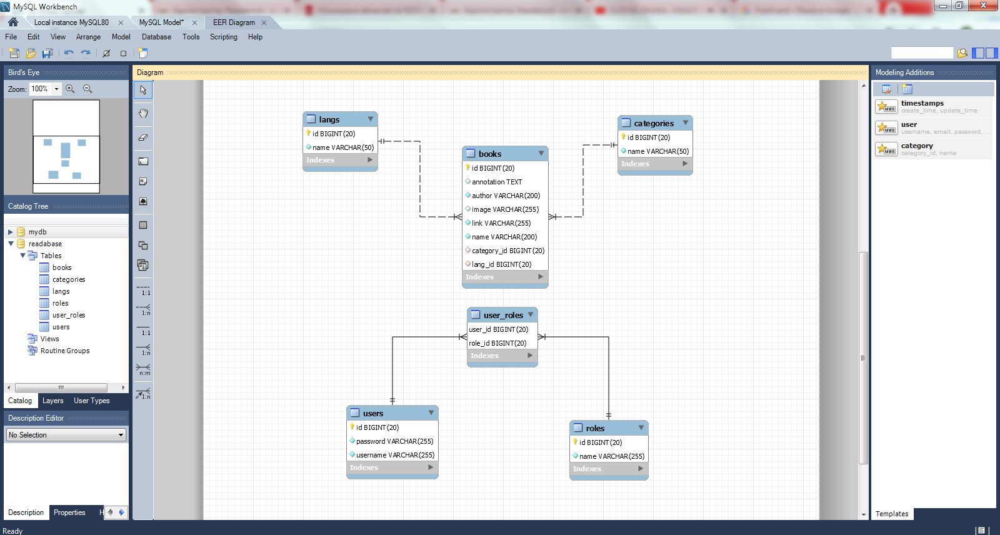 MySQL Workbench
Local instance MySQL80
MySQL Model*
EER Diagram
File Edit View Arrange Model Database Tools Scripting Help
Bird's Eye
Zoom: 100%
Catalog Tree
mydb
readabase
Tables
books
categories
langs
roles
user_roles
users
Views
Routine Groups
Catalog Layers User Types
Description Editor
No Selection
Description Properties H
Ready
Diagram
1:1
1:n
1:1
1:n
n:m
1:n
langs
id BIGINT(20)
name VARCHAR(50)
Indexes
books
id BIGINT(20)
annotation TEXT
author VARCHAR(200)
image VARCHAR(255)
link VARCHAR(255)
name VARCHAR(200)
category_id BIGINT(20)
lang_id BIGINT(20)
Indexes
categories
id BIGINT(20)
name VARCHAR(50)
Indexes
user_roles
user_id BIGINT(20)
role_id BIGINT(20)
Indexes
users
id BIGINT(20)
password VARCHAR(255)
username VARCHAR(255)
Indexes
roles
id BIGINT(20)
name VARCHAR(255)
Indexes
Modeling Additions
MWB
timestamps
create_time, update_time
MWB
user
username, email, password, ...
MWB
category
category_id, name
Templates